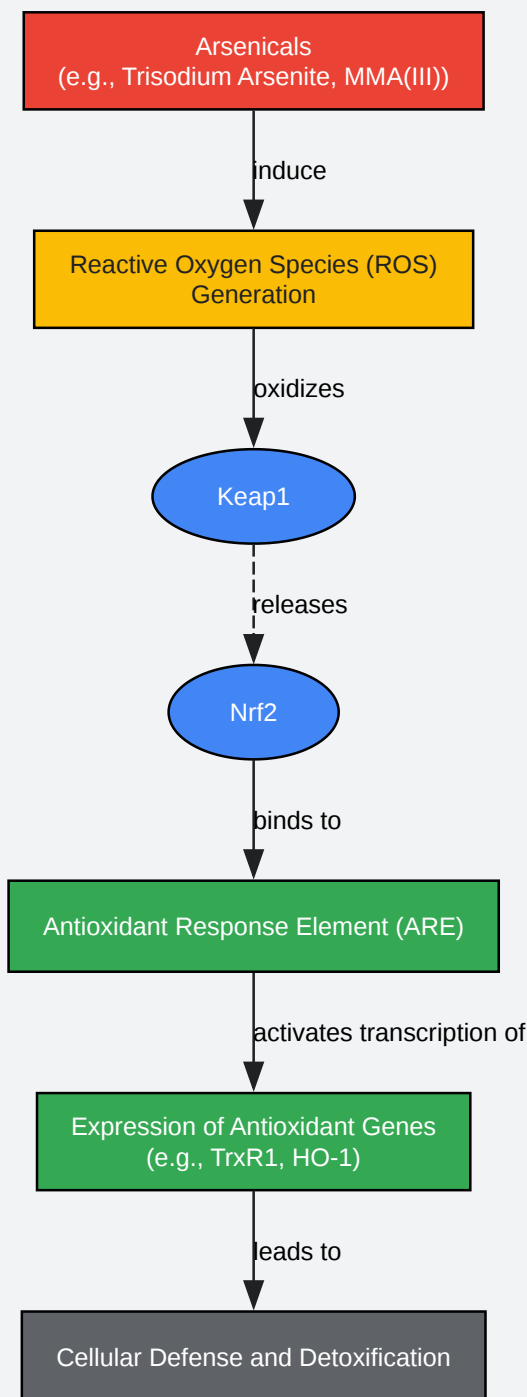 Arsenicals
(e.g., Trisodium Arsenite, MMA(III))
induce
Reactive Oxygen Species (ROS)
Generation
oxidizes
Keap1
releases
Nrf2
binds to
Antioxidant Response Element (ARE)
activates transcription of
Expression of Antioxidant Genes
(e.g., TrxR1, HO-1)
leads to
Cellular Defense and Detoxification